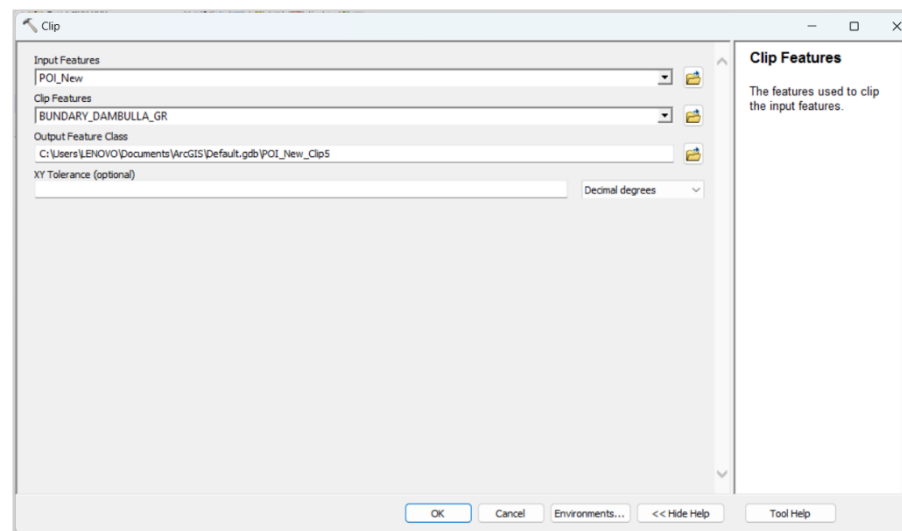 Clip
Input Features
POI_New
Clip Features
BUNDARY_DAMBULLA_GR
Output Feature Class
C:\Users\LENOVO\Documents\ArcGIS\Default.gdb\POI_New_Clip5
XY Tolerance (optional)
Decimal degrees
Clip Features
The features used to clip
the input features.
OK
Cancel
Environments...
<< Hide Help
Tool Help